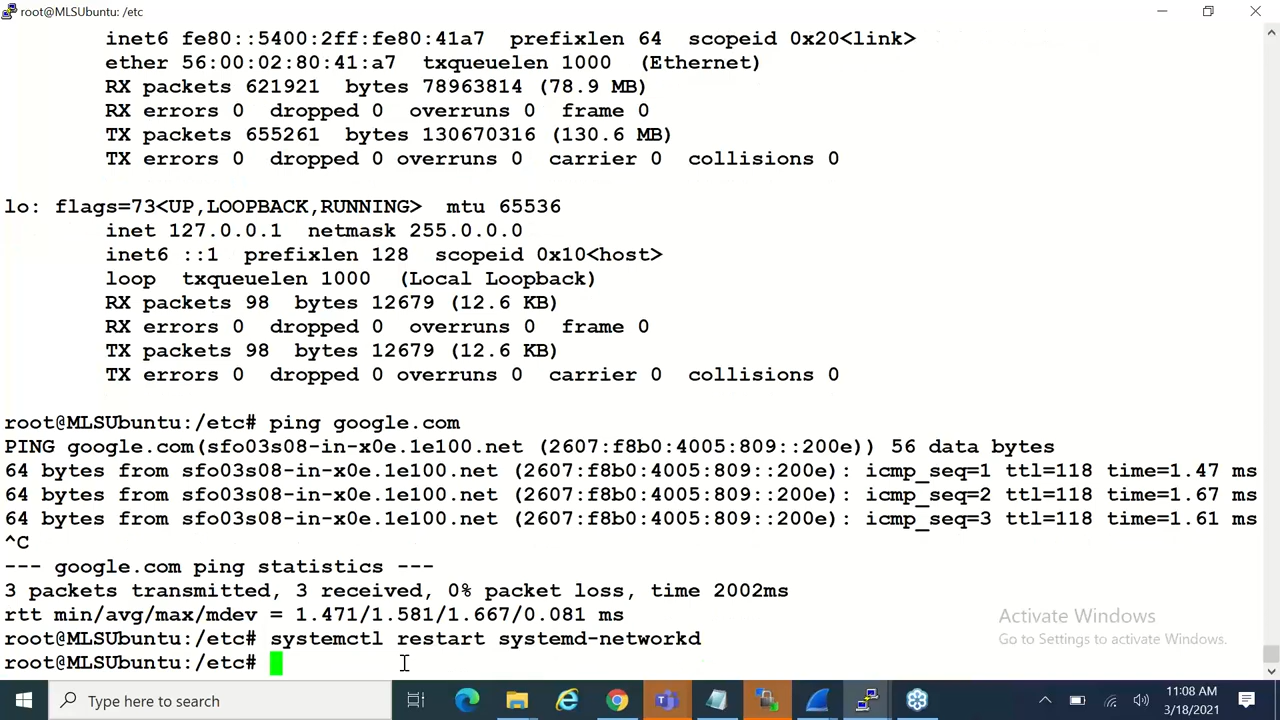 root@MLSUbuntu: /etc
inet6 fe80::5400:2ff:fe80:41a7  prefixlen 64  scopeid 0x20<link>
ether 56:00:02:80:41:a7  txqueuelen 1000  (Ethernet)
RX packets 621921  bytes 78963814 (78.9 MB)
RX errors 0  dropped 0  overruns 0  frame 0
TX packets 655261  bytes 130670316 (130.6 MB)
TX errors 0  dropped 0 overruns 0  carrier 0  collisions 0
lo: flags=73<UP,LOOPBACK,RUNNING>  mtu 65536
inet 127.0.0.1  netmask 255.0.0.0
inet6 ::1  prefixlen 128  scopeid 0x10<host>
loop  txqueuelen 1000  (Local Loopback)
RX packets 98  bytes 12679 (12.6 KB)
RX errors 0  dropped 0  overruns 0  frame 0
TX packets 98  bytes 12679 (12.6 KB)
TX errors 0  dropped 0 overruns 0  carrier 0  collisions 0
root@MLSUbuntu:/etc# ping google.com
PING google.com(sfo03s08-in-x0e.1e100.net (2607:f8b0:4005:809::200e)) 56 data bytes
64 bytes from sfo03s08-in-x0e.1e100.net (2607:f8b0:4005:809::200e): icmp_seq=1 ttl=118 time=1.47 ms
64 bytes from sfo03s08-in-x0e.1e100.net (2607:f8b0:4005:809::200e): icmp_seq=2 ttl=118 time=1.67 ms
64 bytes from sfo03s08-in-x0e.1e100.net (2607:f8b0:4005:809::200e): icmp_seq=3 ttl=118 time=1.61 ms
^C
--- google.com ping statistics ---
3 packets transmitted, 3 received, 0% packet loss, time 2002ms
rtt min/avg/max/mdev = 1.471/1.581/1.667/0.081 ms
root@MLSUbuntu:/etc# systemctl restart systemd-networkd
root@MLSUbuntu:/etc#
Activate Windows
Go to Settings to activate Windows.
Type here to search
11:08 AM
3/18/2021